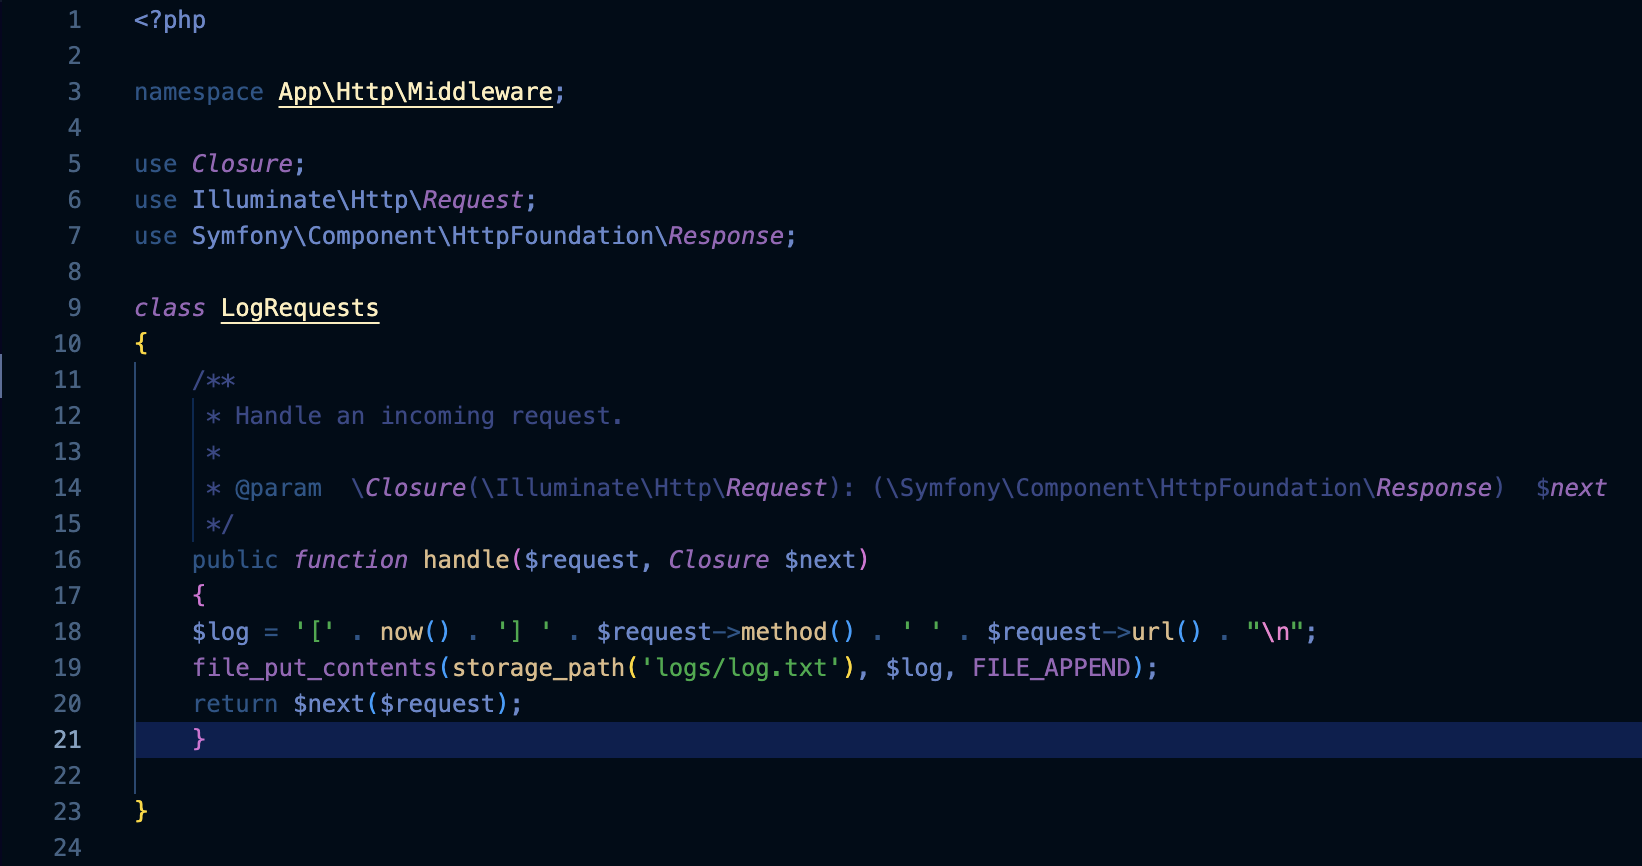 1 <?php
2
3 namespace App\Http\Middleware;
4
5 use Closure;
6 use Illuminate\Http\Request;
7 use Symfony\Component\HttpFoundation\Response;
8
9 class LogRequests
10 {
11 /**
12 * Handle an incoming request.
13 *
14 * @param  \Closure(\Illuminate\Http\Request): (\Symfony\Component\HttpFoundation\Response)  $next
15 */
16 public function handle($request, Closure $next)
17 {
18 $log = '[' . now() . '] ' . $request->method() . ' ' . $request->url() . "\n";
19 file_put_contents(storage_path('logs/log.txt'), $log, FILE_APPEND);
20 return $next($request);
21 }
22
23 }
24